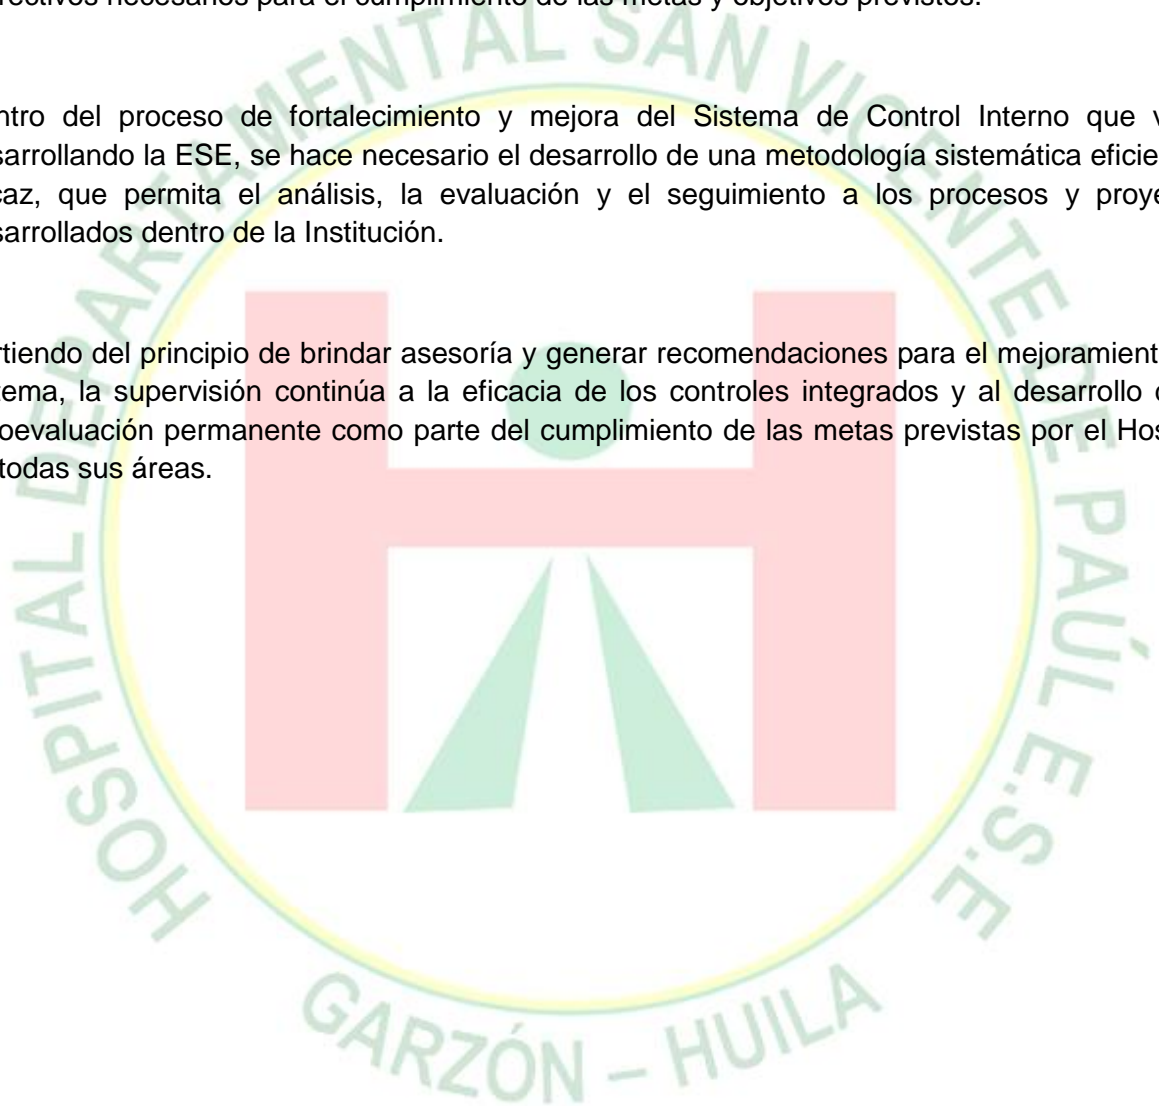 rectivos necesarios para el cumplimiento de las metas y objetivos previstos.
ntro del proceso de fortalecimiento y mejora del Sistema de Control Interno que v
sarrollando la ESE, se hace necesario el desarrollo de una metodología sistemática eficie
caz, que permita el análisis, la evaluación y el seguimiento a los procesos y proye
sarrollados dentro de la Institución.
rtiendo del principio de brindar asesoría y generar recomendaciones para el mejoramient
tema, la supervisión continúa a la eficacia de los controles integrados y al desarrollo
oevaluación permanente como parte del cumplimiento de las metas previstas por el Hos
todas sus áreas.
HOSPITAL DEPARTAMENTAL SAN VICENTE DE PAÚL E.S.E
GARZÓN – HUILA